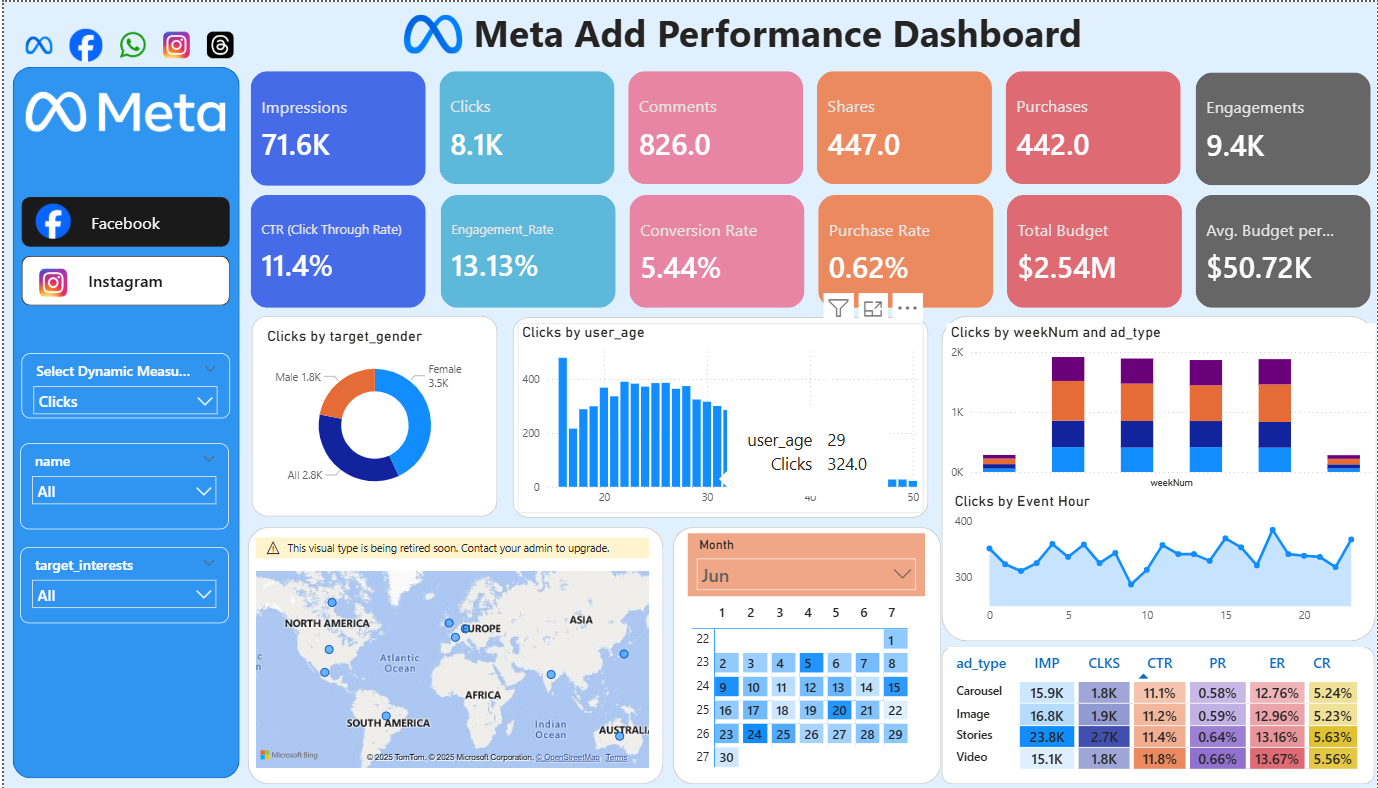 Meta Add Performance Dashboard
Meta
Facebook
Instagram
Select Dynamic Measu...
Clicks
name
All
target_interests
All
Impressions
71.6K
Clicks
8.1K
Comments
826.0
Shares
447.0
Purchases
442.0
Engagements
9.4K
CTR (Click Through Rate)
11.4%
Engagement_Rate
13.13%
Conversion Rate
5.44%
Purchase Rate
0.62%
Total Budget
$2.54M
Avg. Budget per...
$50.72K
Clicks by target_gender
Male 1.8K
Female
3.5K
All 2.8K
Clicks by user_age
400
200
0
20 30 40 50
user_age 29
Clicks 324.0
Clicks by weekNum and ad_type
2K
1K
0K
weekNum
Clicks by Event Hour
400
300
0 5 10 15 20
This visual type is being retired soon. Contact your admin to upgrade.
NORTH AMERICA
EUROPE
ASIA
Atlantic
Ocean
AFRICA
SOUTH AMERICA
Indian
Ocean
AUSTRALI
Microsoft Bing
© 2025 TomTom, © 2025 Microsoft Corporation, © OpenStreetMap Terms
Month
Jun
1 2 3 4 5 6 7
22 1
23 2 3 4 5 6 7 8
24 9 10 11 12 13 14 15
25 16 17 18 19 20 21 22
26 23 24 25 26 27 28 29
27 30
ad_type IMP CLKS CTR PR ER CR
Carousel 15.9K 1.8K 11.1% 0.58% 12.76% 5.24%
Image 16.8K 1.9K 11.2% 0.59% 12.96% 5.23%
Stories 23.8K 2.7K 11.4% 0.64% 13.16% 5.63%
Video 15.1K 1.8K 11.8% 0.66% 13.67% 5.56%